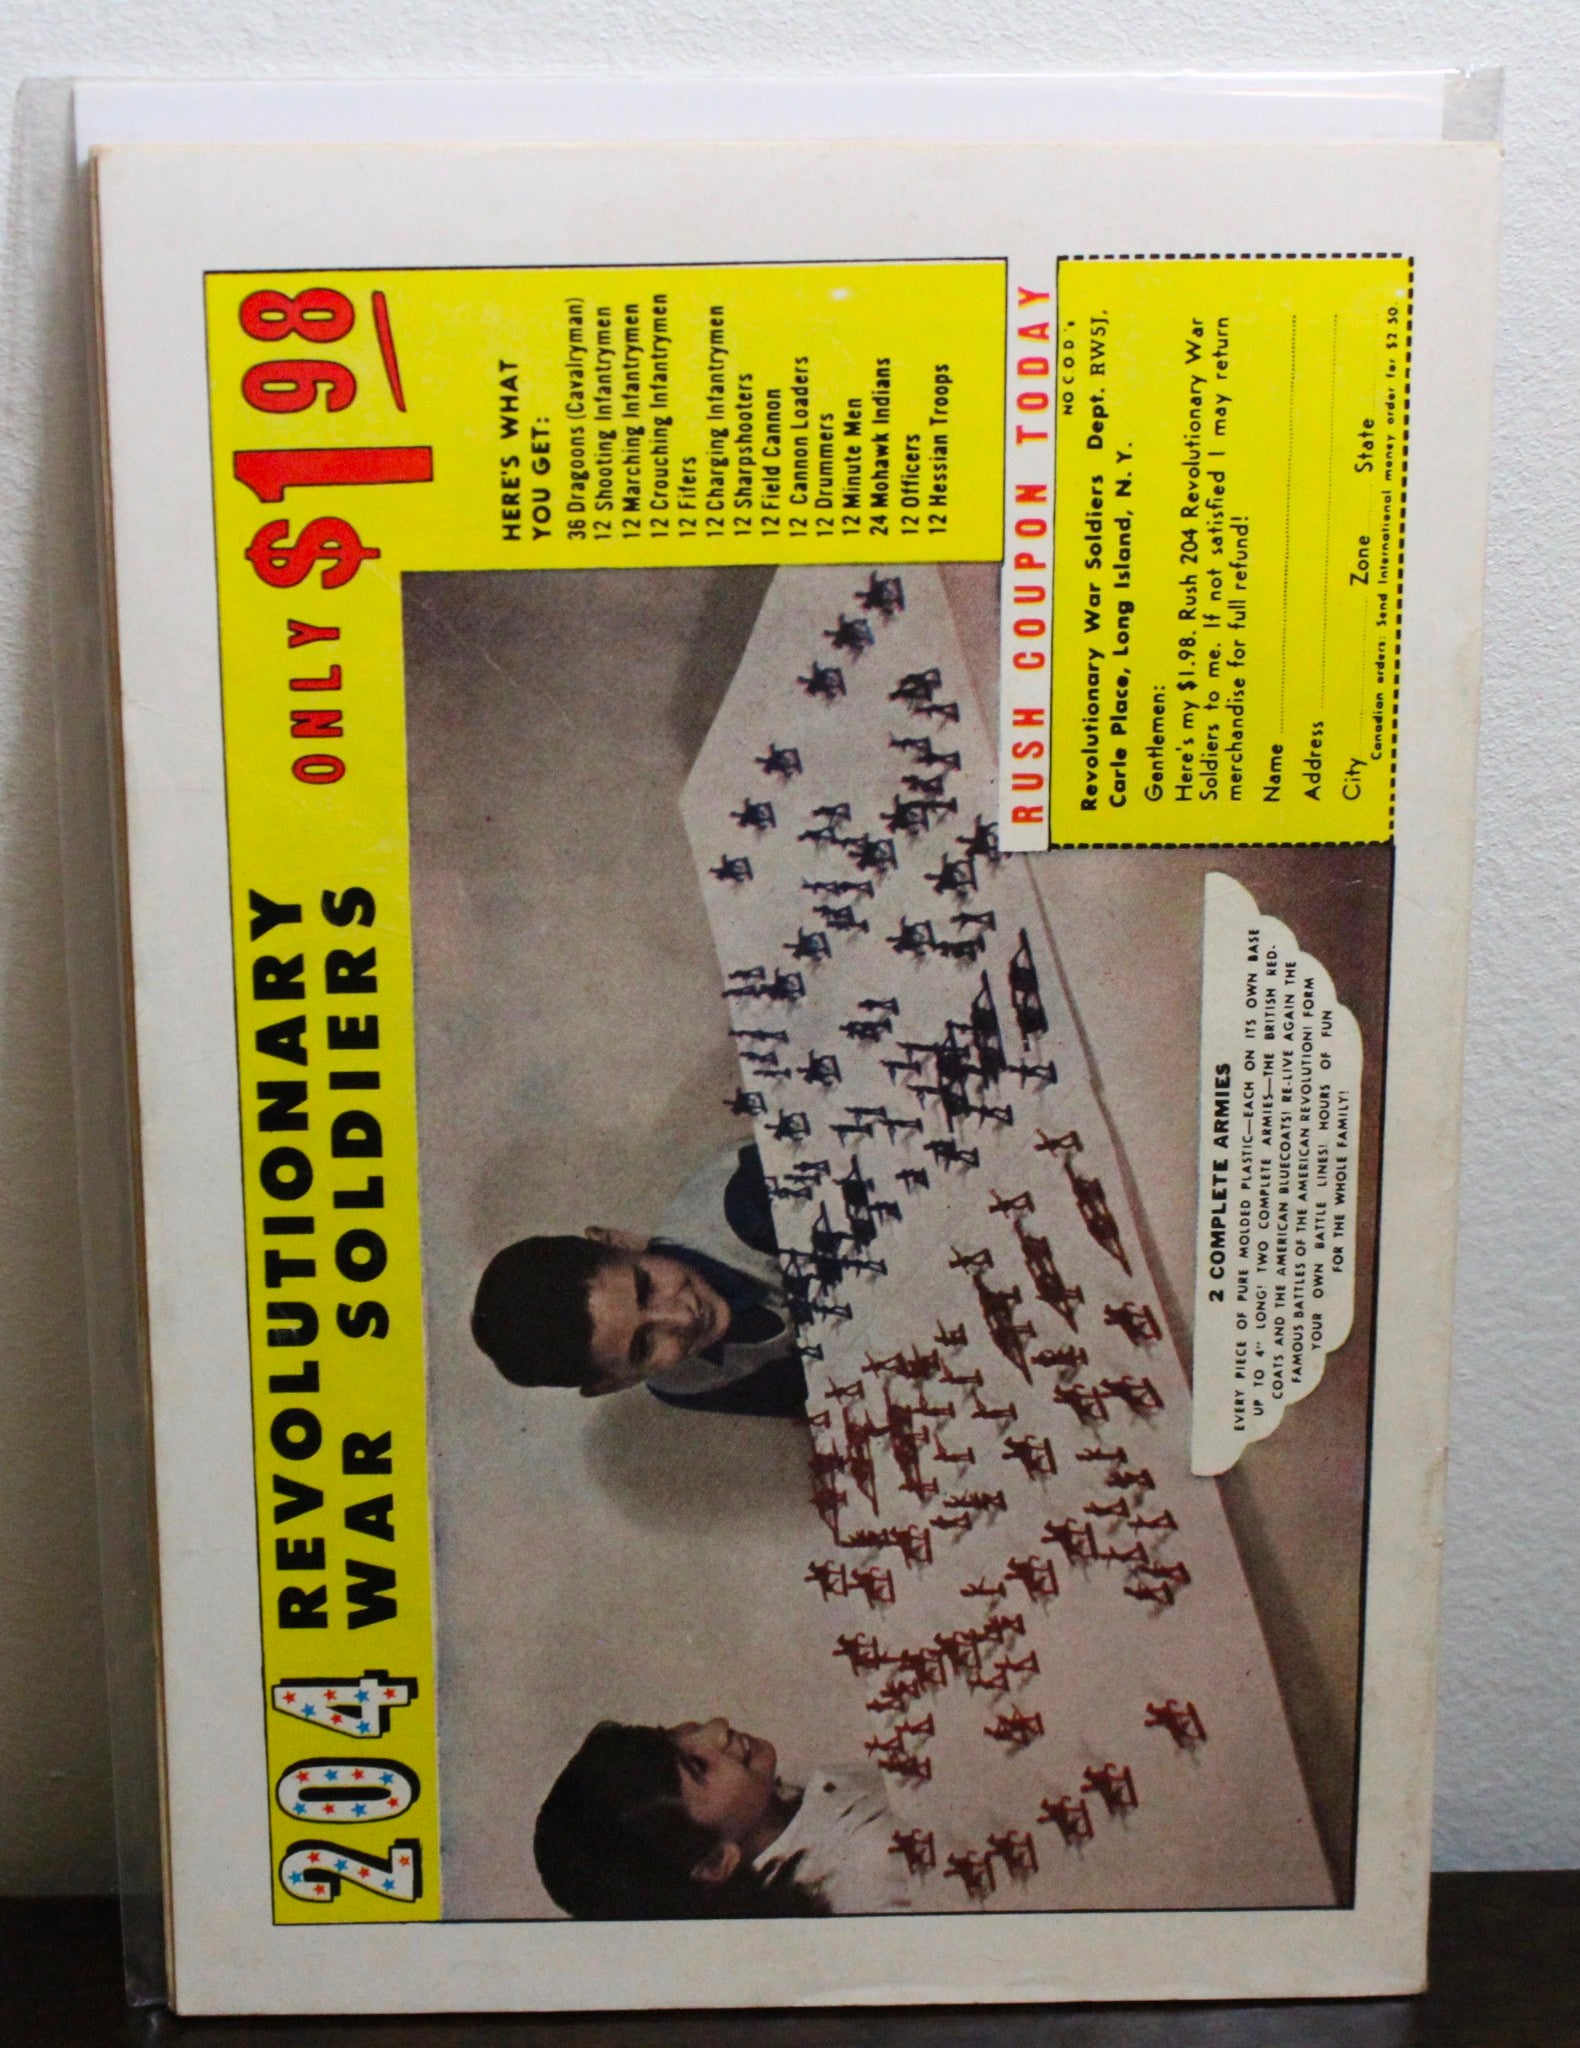 204 REVOLUTIONARY
WAR SOLDIERS
ONLY $198
HERE'S WHAT
YOU GET:
36 Dragoons (Cavalryman)
12 Shooting Infantrymen
12 Marching Infantrymen
12 Crouching Infantrymen
12 Fifers
12 Charging Infantrymen
12 Sharpshooters
12 Field Cannon
12 Cannon Loaders
12 Drummers
12 Minute Men
24 Mohawk Indians
12 Officers
12 Hessian Troops
RUSH COUPON TODAY
NO C.O.D.'s
Revolutionary War Soldiers Dept. RW5J,
Carle Place, Long Island, N. Y.
Gentlemen:
Here's my $1.98. Rush 204 Revolutionary War
Soldiers to me. If not satisfied I may return
merchandise for full refund!
Name
Address
City Zone State
Canadian orders: Send International money order for $2 50.
2 COMPLETE ARMIES
EVERY PIECE OF PURE MOLDED PLASTIC—EACH ON ITS OWN BASE
UP TO 4" LONG! TWO COMPLETE ARMIES—THE BRITISH RED-
COATS AND THE AMERICAN BLUECOATS! RE-LIVE AGAIN THE
FAMOUS BATTLES OF THE AMERICAN REVOLUTION! FORM
YOUR OWN BATTLE LINES! HOURS OF FUN
FOR THE WHOLE FAMILY!